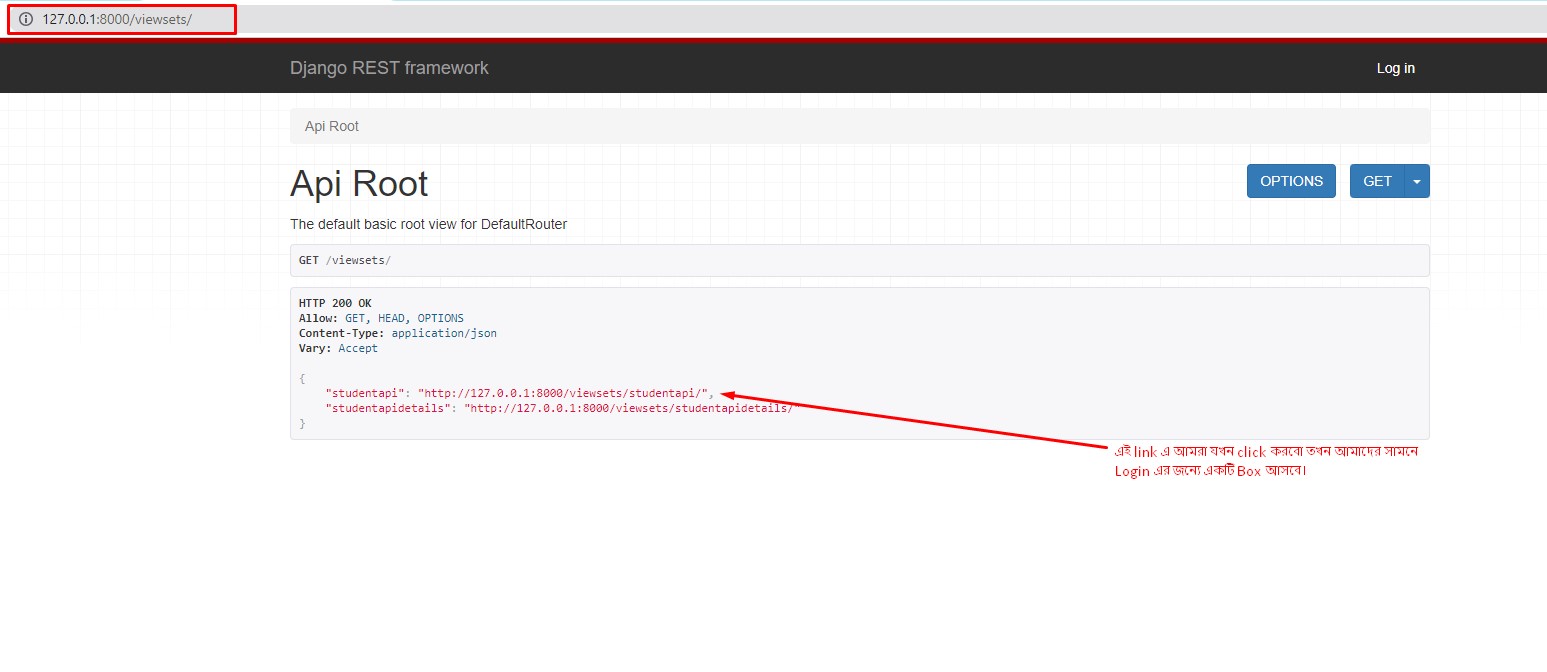 127.0.0.1:8000/viewsets/
Django REST framework
Log in
Api Root
Api Root
OPTIONS
GET
The default basic root view for DefaultRouter
GET /viewsets/
HTTP 200 OK
Allow: GET, HEAD, OPTIONS
Content-Type: application/json
Vary: Accept
{
"studentapi": "http://127.0.0.1:8000/viewsets/studentapi/",
"studentapidetails": "http://127.0.0.1:8000/viewsets/studentapidetails/"
}
এই link এ আমরা যখন click করবো তখন আমাদের সামনে
Login এর জন্যে একটি Box আসবে।